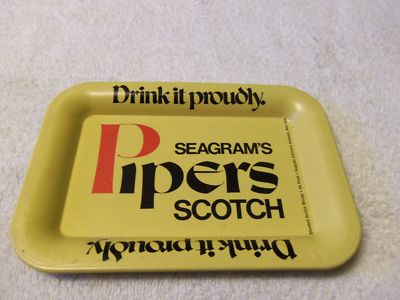 Drink it proudly.
SEAGRAM'S
Pipers
SCOTCH
Drink it proudly.